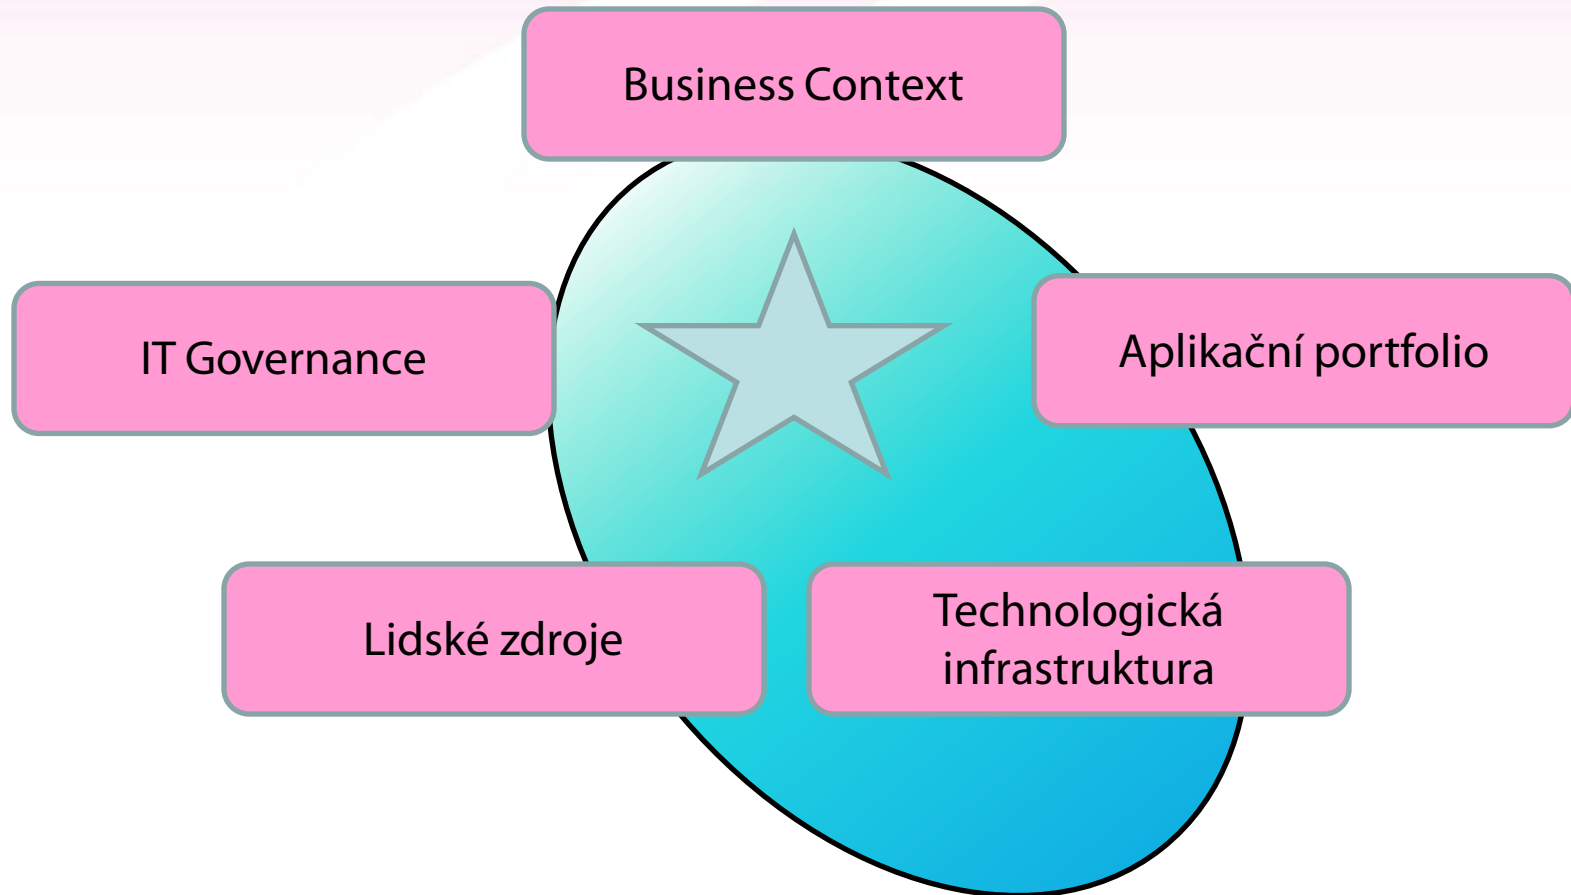 Business Context
IT Governance
Aplikační portfolio
Lidské zdroje
Technologická
infrastruktura